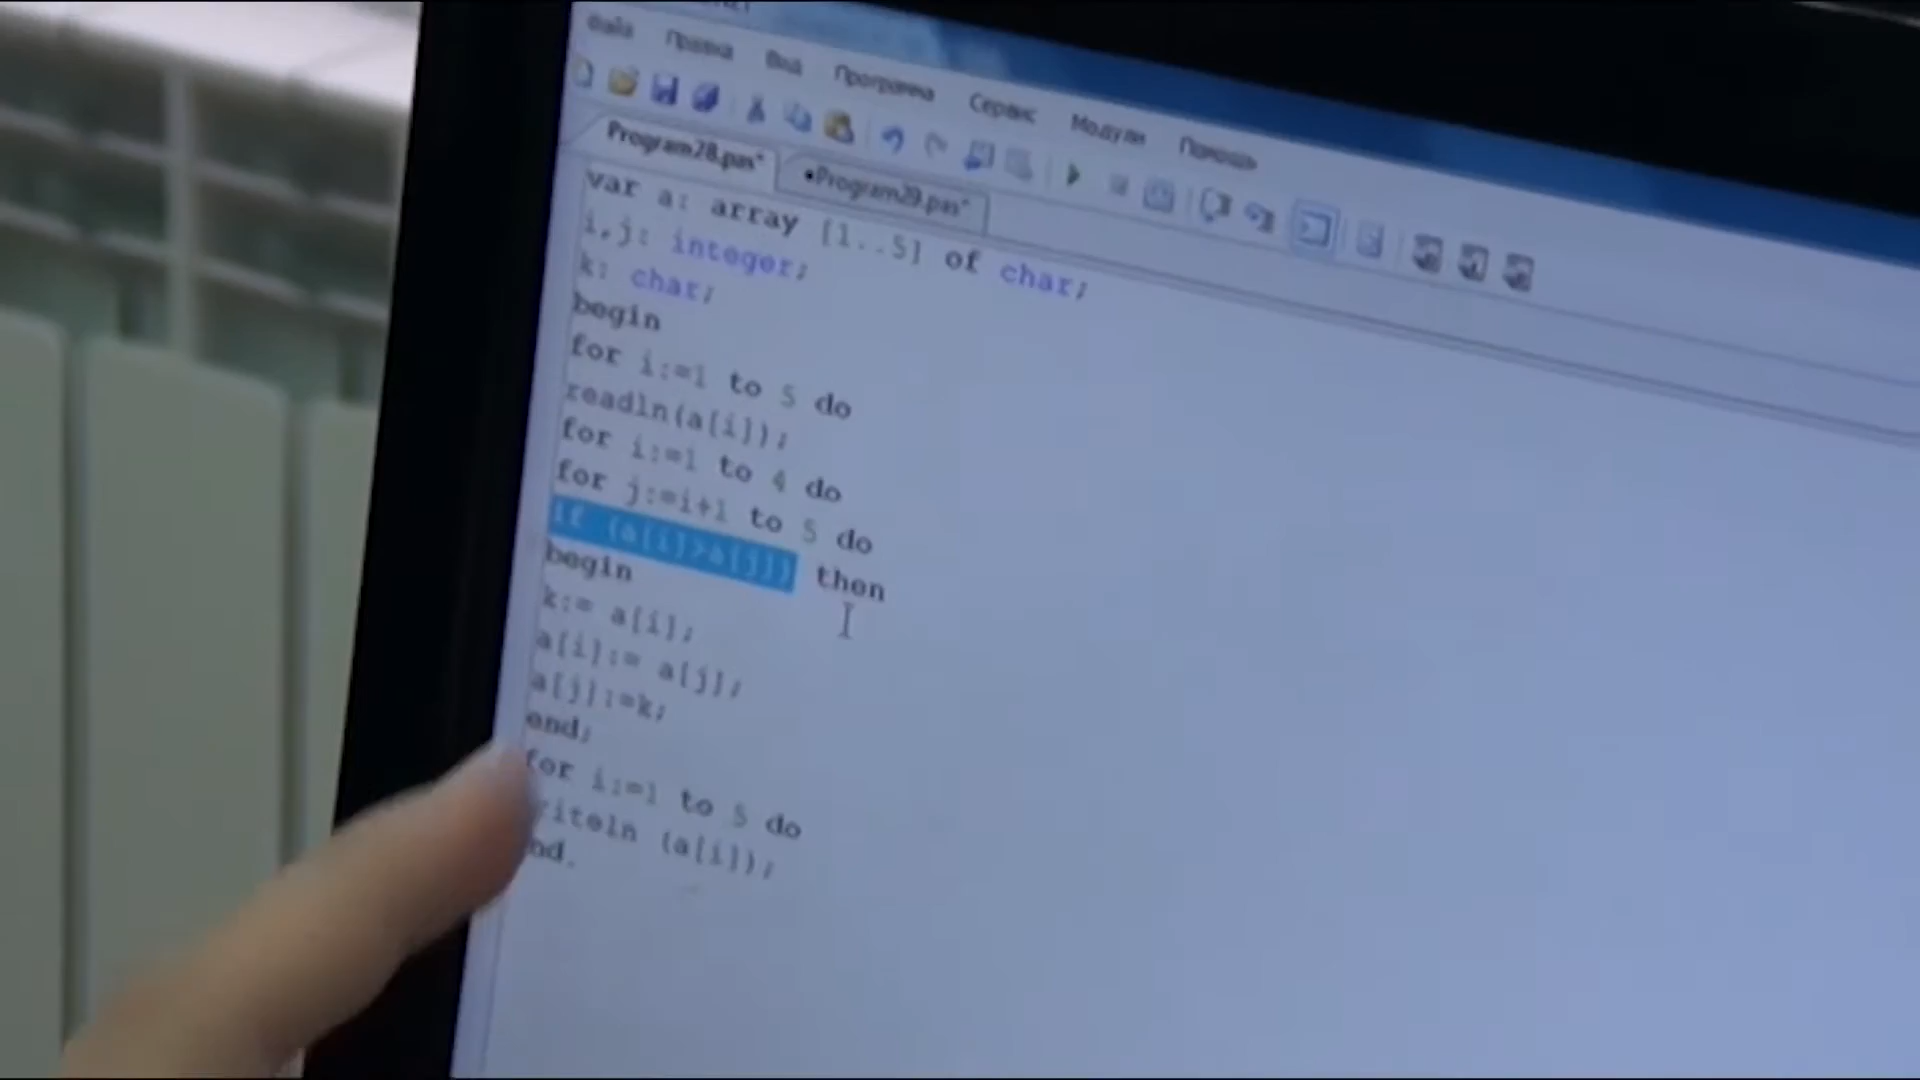 Файл Правка Вид Программа Сервис Модули Помощь
Program28.pas* •Program29.pas*
var a: array [1..5] of char;
i,j: integer;
k: char;
begin
for i:=1 to 5 do
readln(a[i]);
for i:=1 to 4 do
for j:=i+1 to 5 do
if (a[i]>a[j]) then
begin
k:= a[i];
a[i]:= a[j];
a[j]:=k;
end;
for i:=1 to 5 do
riteln (a[i]);
nd.